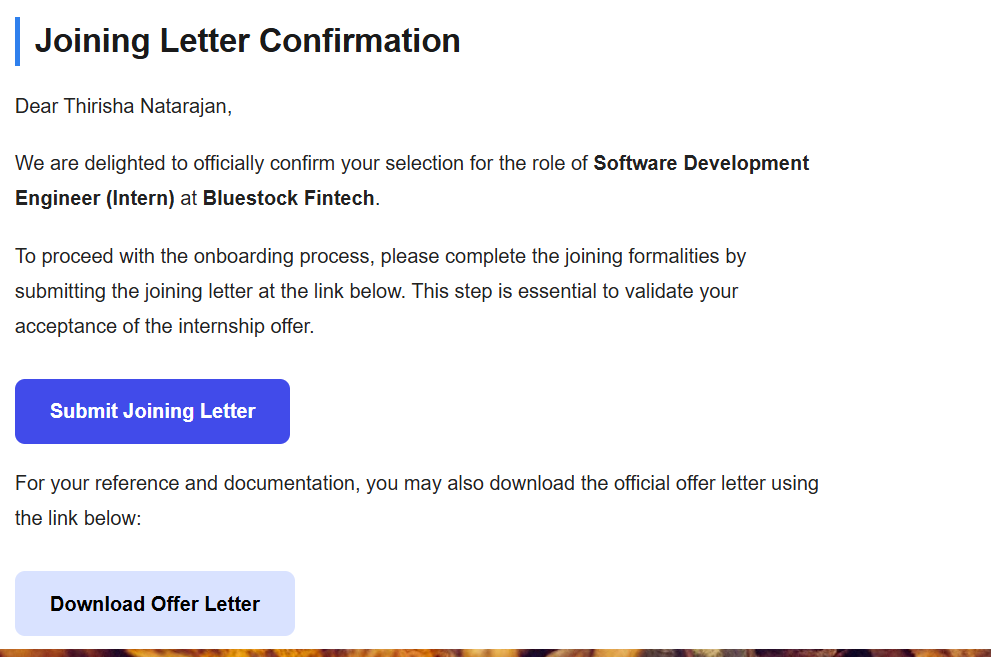 Joining Letter Confirmation
Dear Thirisha Natarajan,
We are delighted to officially confirm your selection for the role of Software Development
Engineer (Intern) at Bluestock Fintech.
To proceed with the onboarding process, please complete the joining formalities by
submitting the joining letter at the link below. This step is essential to validate your
acceptance of the internship offer.
Submit Joining Letter
For your reference and documentation, you may also download the official offer letter using
the link below:
Download Offer Letter